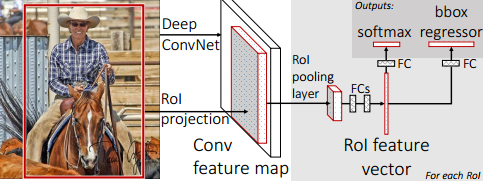 Deep
ConvNet
RoI
projection
Conv
feature map
RoI
pooling
layer
FCs
RoI feature
vector
Outputs:
softmax
bbox
regressor
FC
FC
For each RoI